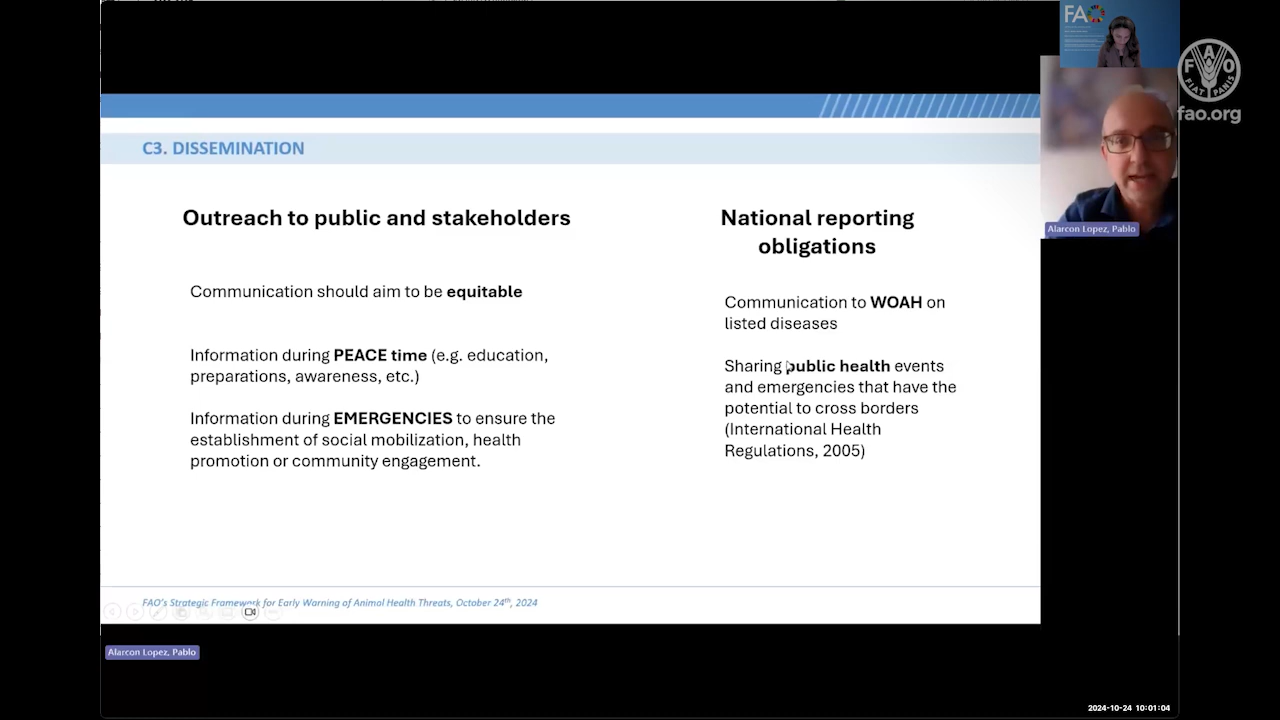 FAO
FAO
FIAT PANIS
fao.org
C3. DISSEMINATION
Outreach to public and stakeholders
Communication should aim to be equitable
Information during PEACE time (e.g. education,
preparations, awareness, etc.)
Information during EMERGENCIES to ensure the
establishment of social mobilization, health
promotion or community engagement.
National reporting
obligations
Communication to WOAH on
listed diseases
Sharing public health events
and emergencies that have the
potential to cross borders
(International Health
Regulations, 2005)
Alarcon Lopez, Pablo
FAO's Strategic Framework for Early Warning of Animal Health Threats, October 24th, 2024
Alarcon Lopez, Pablo
2024-10-24 10:01:04